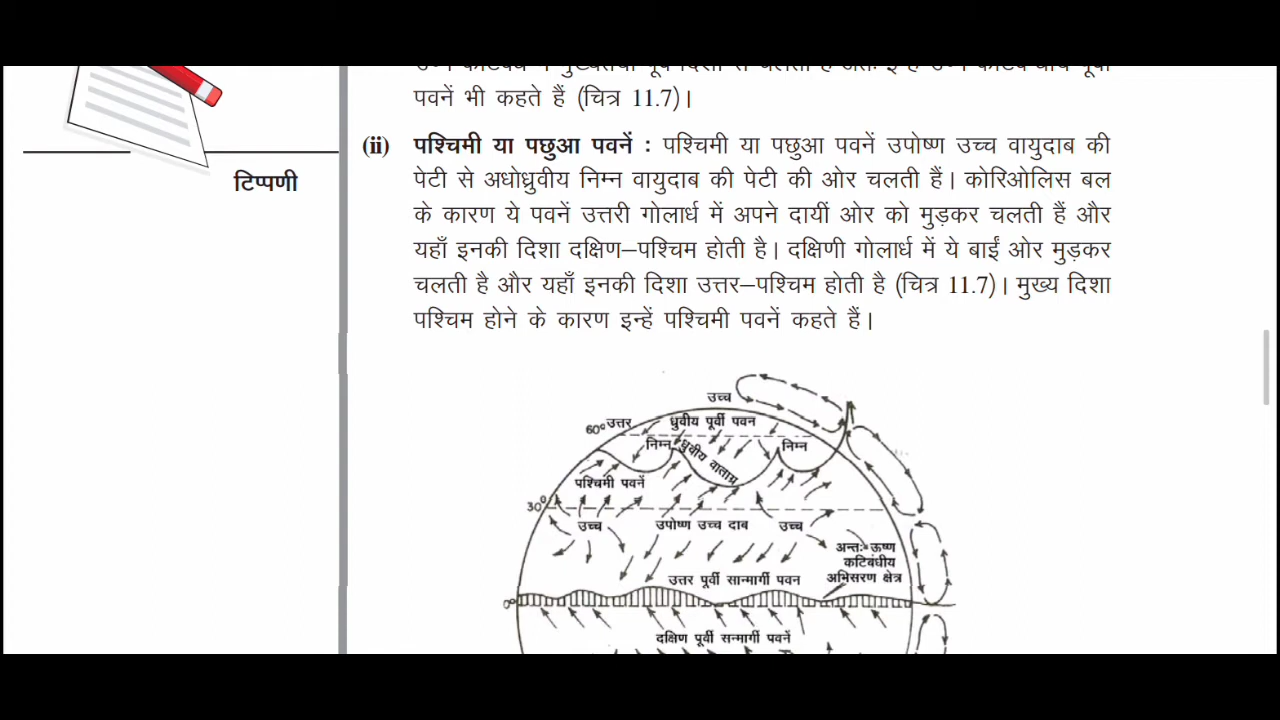 पवनें भी कहते हैं (चित्र 11.7)।
(ii) पश्चिमी या पछुआ पवनें : पश्चिमी या पछुआ पवनें उपोष्ण उच्च वायुदाब की
पेटी से अधोध्रुवीय निम्न वायुदाब की पेटी की ओर चलती हैं। कोरिओलिस बल
के कारण ये पवनें उत्तरी गोलार्ध में अपने दायीं ओर को मुड़कर चलती हैं और
यहाँ इनकी दिशा दक्षिण–पश्चिम होती है। दक्षिणी गोलार्ध में ये बाईं ओर मुड़कर
चलती है और यहाँ इनकी दिशा उत्तर–पश्चिम होती है (चित्र 11.7)। मुख्य दिशा
पश्चिम होने के कारण इन्हें पश्चिमी पवनें कहते हैं।
टिप्पणी
उच्च
60° उत्तर
ध्रुवीय पूर्वी पवन
निम्न
ध्रुवीय वाताग्र
निम्न
पश्चिमी पवनें
30°
उच्च
उपोष्ण उच्च दाब
उच्च
अन्तः ऊष्ण
कटिबंधीय
अभिसरण क्षेत्र
उत्तर पूर्वी सान्मार्गी पवन
0°
दक्षिण पूर्वी सन्मार्गी पवनें